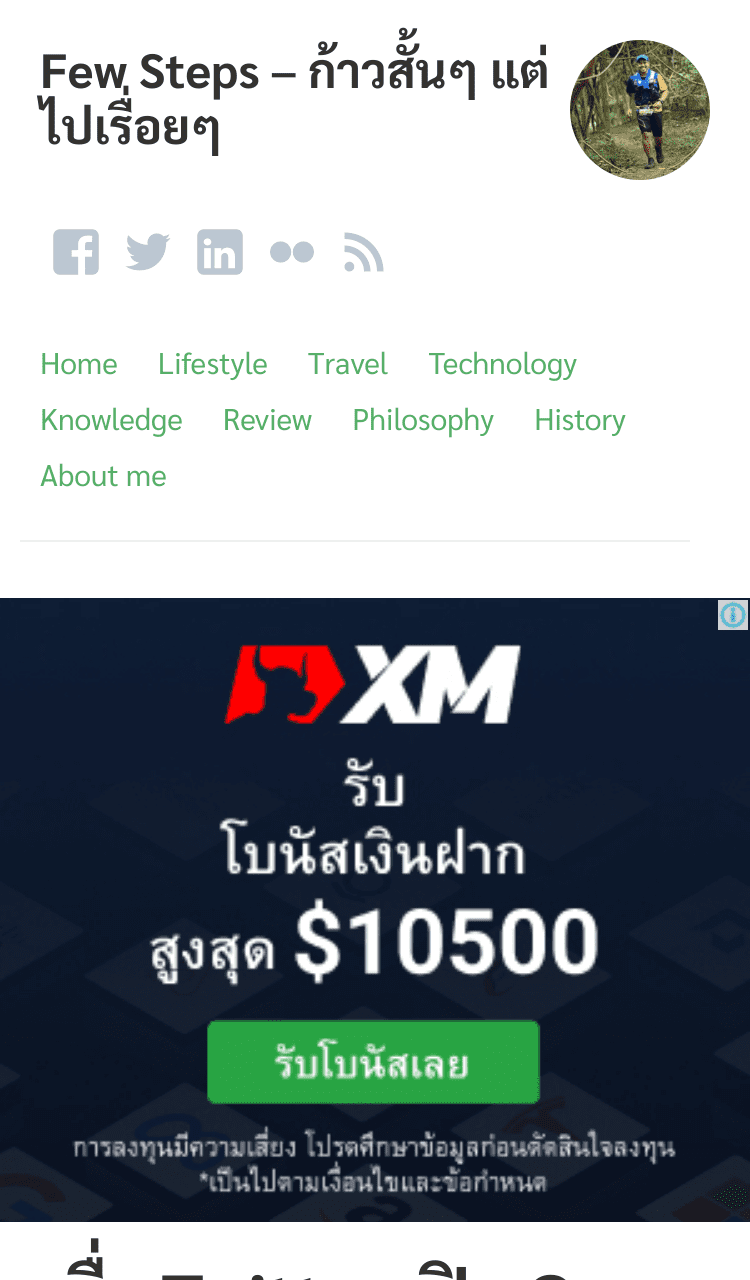 Few Steps – ก้าวสั้นๆ แต่
ไปเรื่อยๆ
Home Lifestyle Travel Technology
Knowledge Review Philosophy History
About me
XM
รับ
โบนัสเงินฝาก
สูงสุด $10500
รับโบนัสเลย
การลงทุนมีความเสี่ยง โปรดศึกษาข้อมูลก่อนตัดสินใจลงทุน
*เป็นไปตามเงื่อนไขและข้อกำหนด